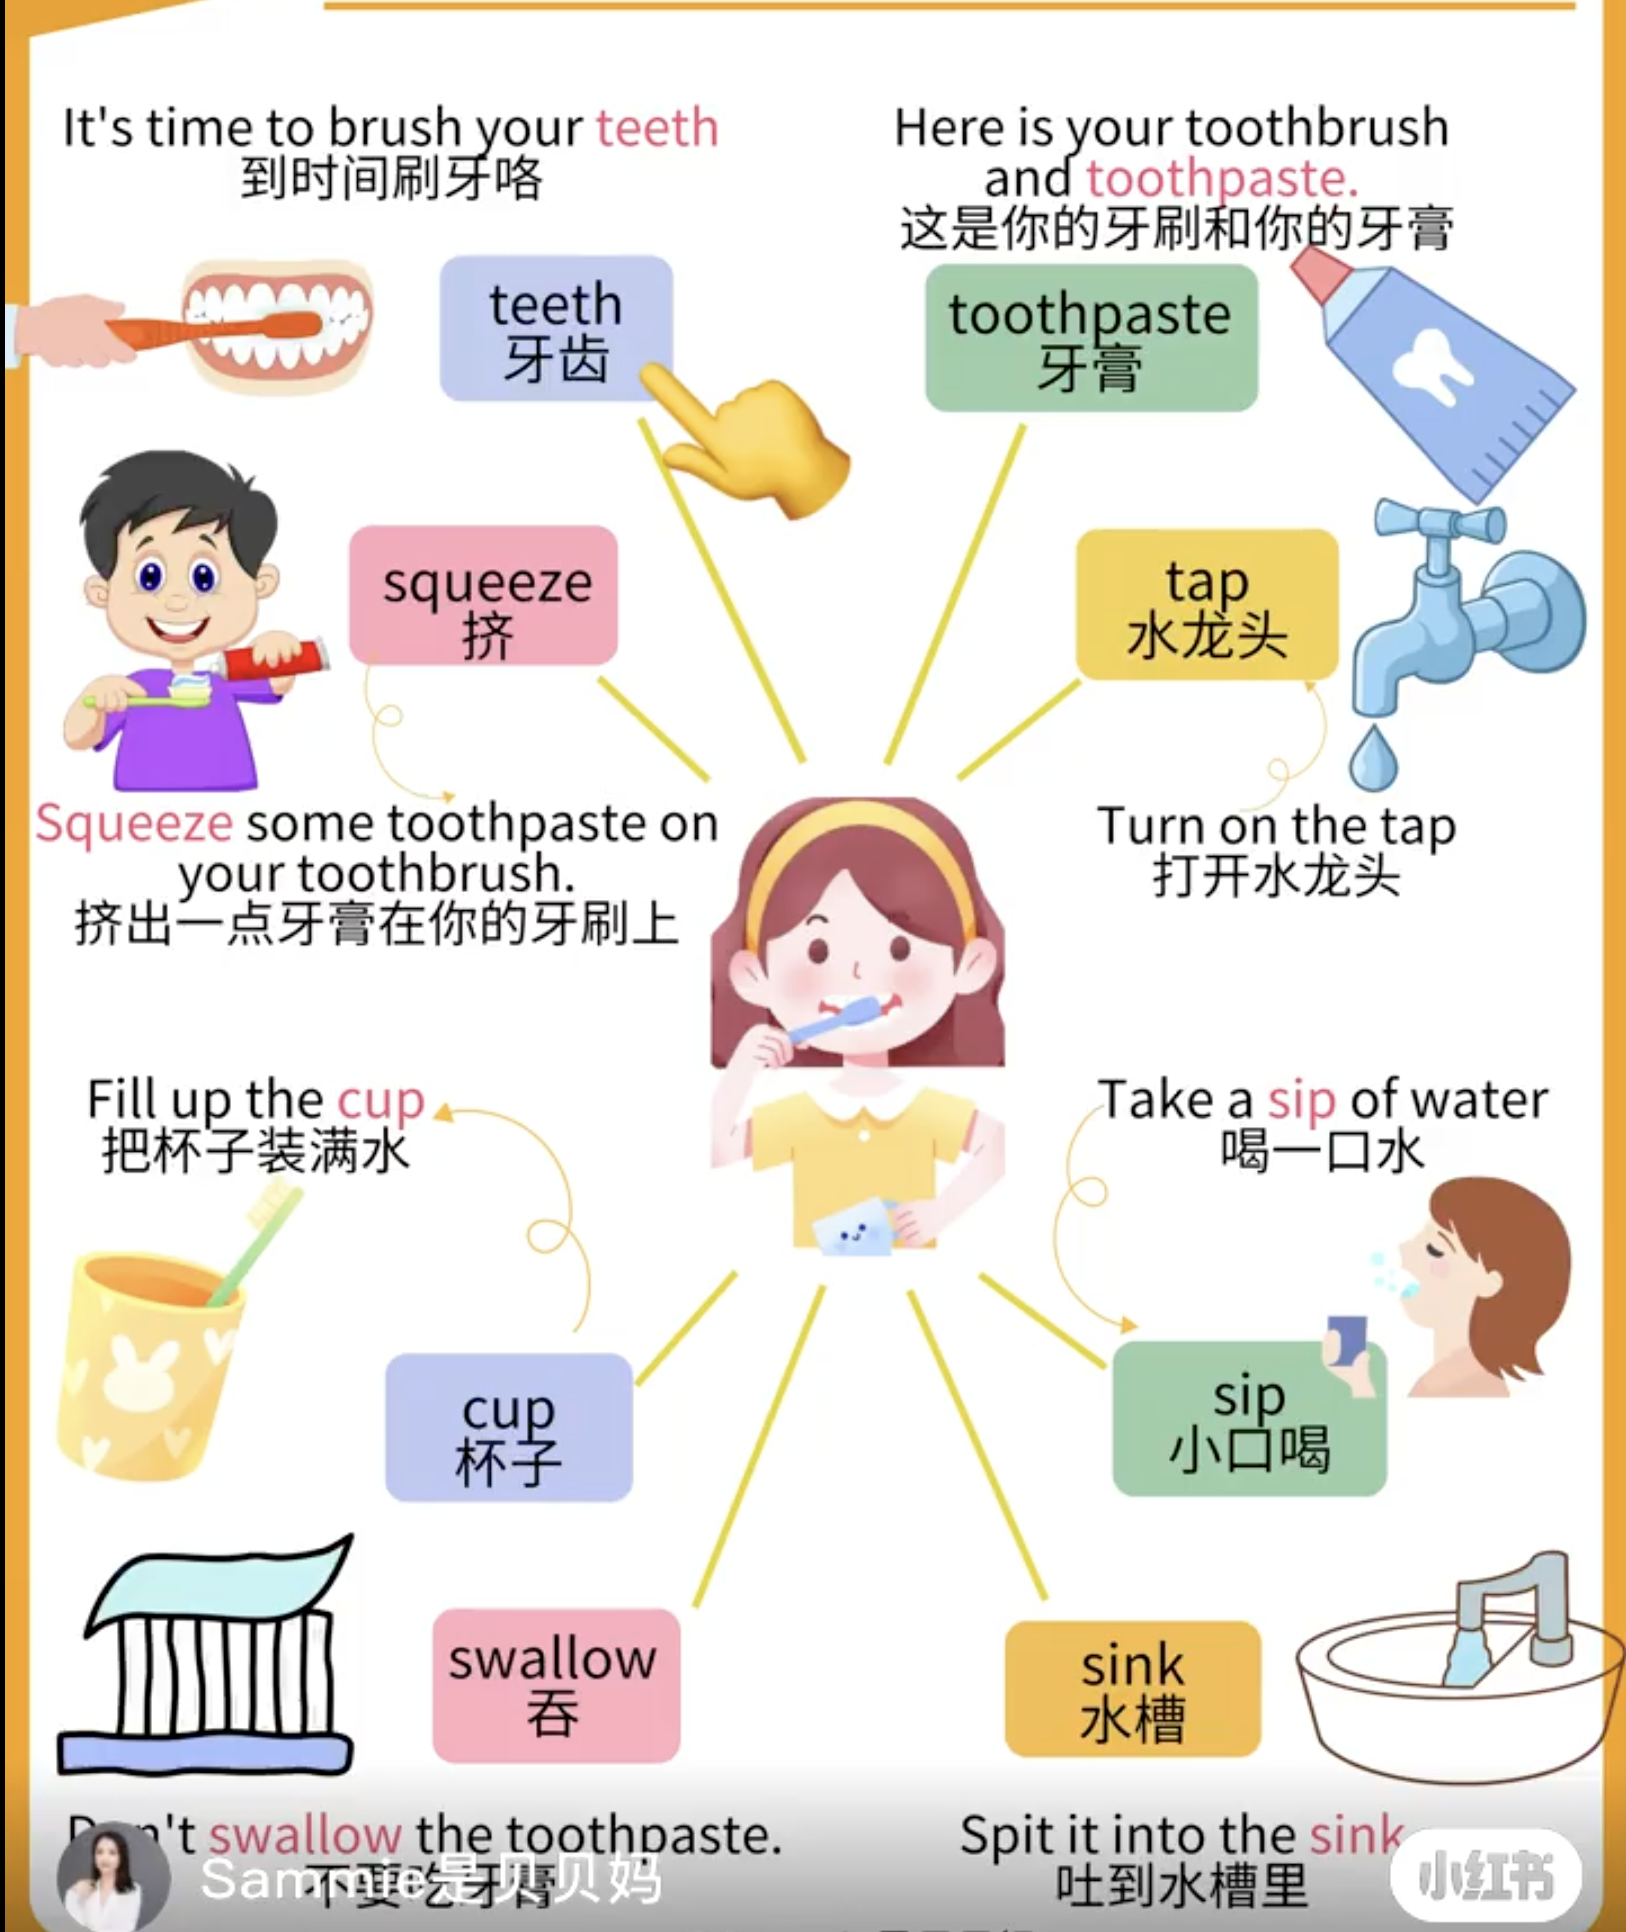 It's time to brush your teeth
到时间刷牙咯
Here is your toothbrush
and toothpaste.
这是你的牙刷和你的牙膏
teeth
牙齿
toothpaste
牙膏
squeeze
挤
tap
水龙头
Squeeze some toothpaste on
your toothbrush.
挤出一点牙膏在你的牙刷上
Turn on the tap
打开水龙头
Fill up the cup
把杯子装满水
Take a sip of water
喝一口水
cup
杯子
sip
小口喝
swallow
吞
sink
水槽
Don't swallow the toothpaste.
不要吃牙膏
Spit it into the sink
吐到水槽里
Sammie是贝贝妈
小红书